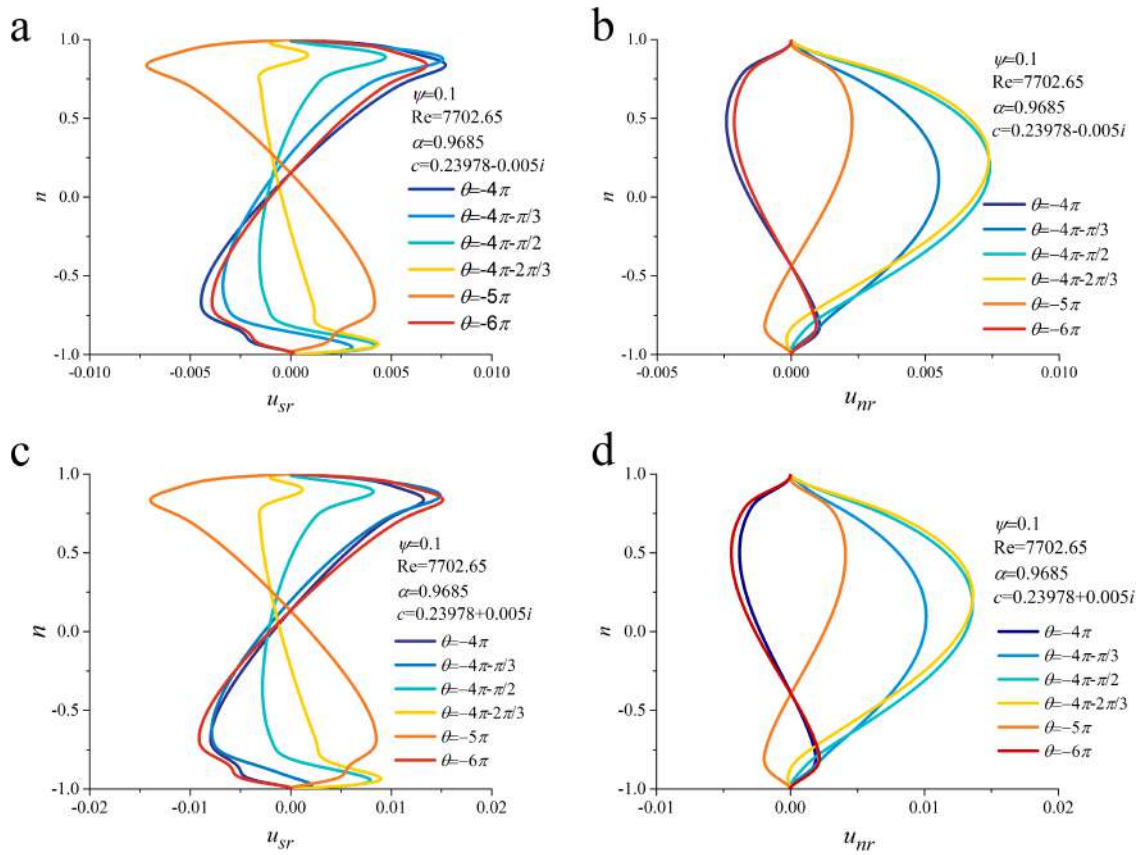 a
1.0
0.5
0.0
-0.5
-1.0
n
ψ=0.1
Re=7702.65
α=0.9685
c=0.23978-0.005i
θ=-4π
θ=-4π-π/3
θ=-4π-π/2
θ=-4π-2π/3
θ=-5π
θ=-6π
-0.010
-0.005
0.000
0.005
0.010
usr
b
1.0
0.5
0.0
-0.5
-1.0
n
ψ=0.1
Re=7702.65
α=0.9685
c=0.23978-0.005i
θ=-4π
θ=-4π-π/3
θ=-4π-π/2
θ=-4π-2π/3
θ=-5π
θ=-6π
-0.005
0.000
0.005
0.010
unr
c
1.0
0.5
0.0
-0.5
-1.0
n
ψ=0.1
Re=7702.65
α=0.9685
c=0.23978+0.005i
θ=-4π
θ=-4π-π/3
θ=-4π-π/2
θ=-4π-2π/3
θ=-5π
θ=-6π
-0.02
-0.01
0.00
0.01
0.02
usr
d
1.0
0.5
0.0
-0.5
-1.0
n
ψ=0.1
Re=7702.65
α=0.9685
c=0.23978+0.005i
θ=-4π
θ=-4π-π/3
θ=-4π-π/2
θ=-4π-2π/3
θ=-5π
θ=-6π
-0.01
0.00
0.01
0.02
unr